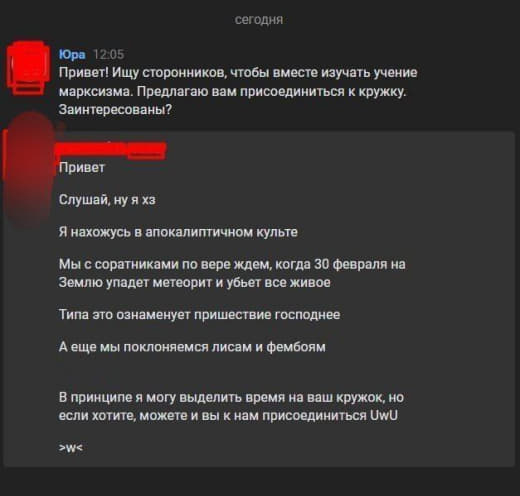 сегодня
Юра 12:05
Привет! Ищу сторонников, чтобы вместе изучать учение
марксизма. Предлагаю вам присоединиться к кружку.
Заинтересованы?
Привет
Слушай, ну я хз
Я нахожусь в апокалиптичном культе
Мы с соратниками по вере ждем, когда 30 февраля на
Землю упадет метеорит и убьет все живое
Типа это ознаменует пришествие господнее
А еще мы поклоняемся лисам и фембоям
В принципе я могу выделить время на ваш кружок, но
если хотите, можете и вы к нам присоединиться UwU
>w<